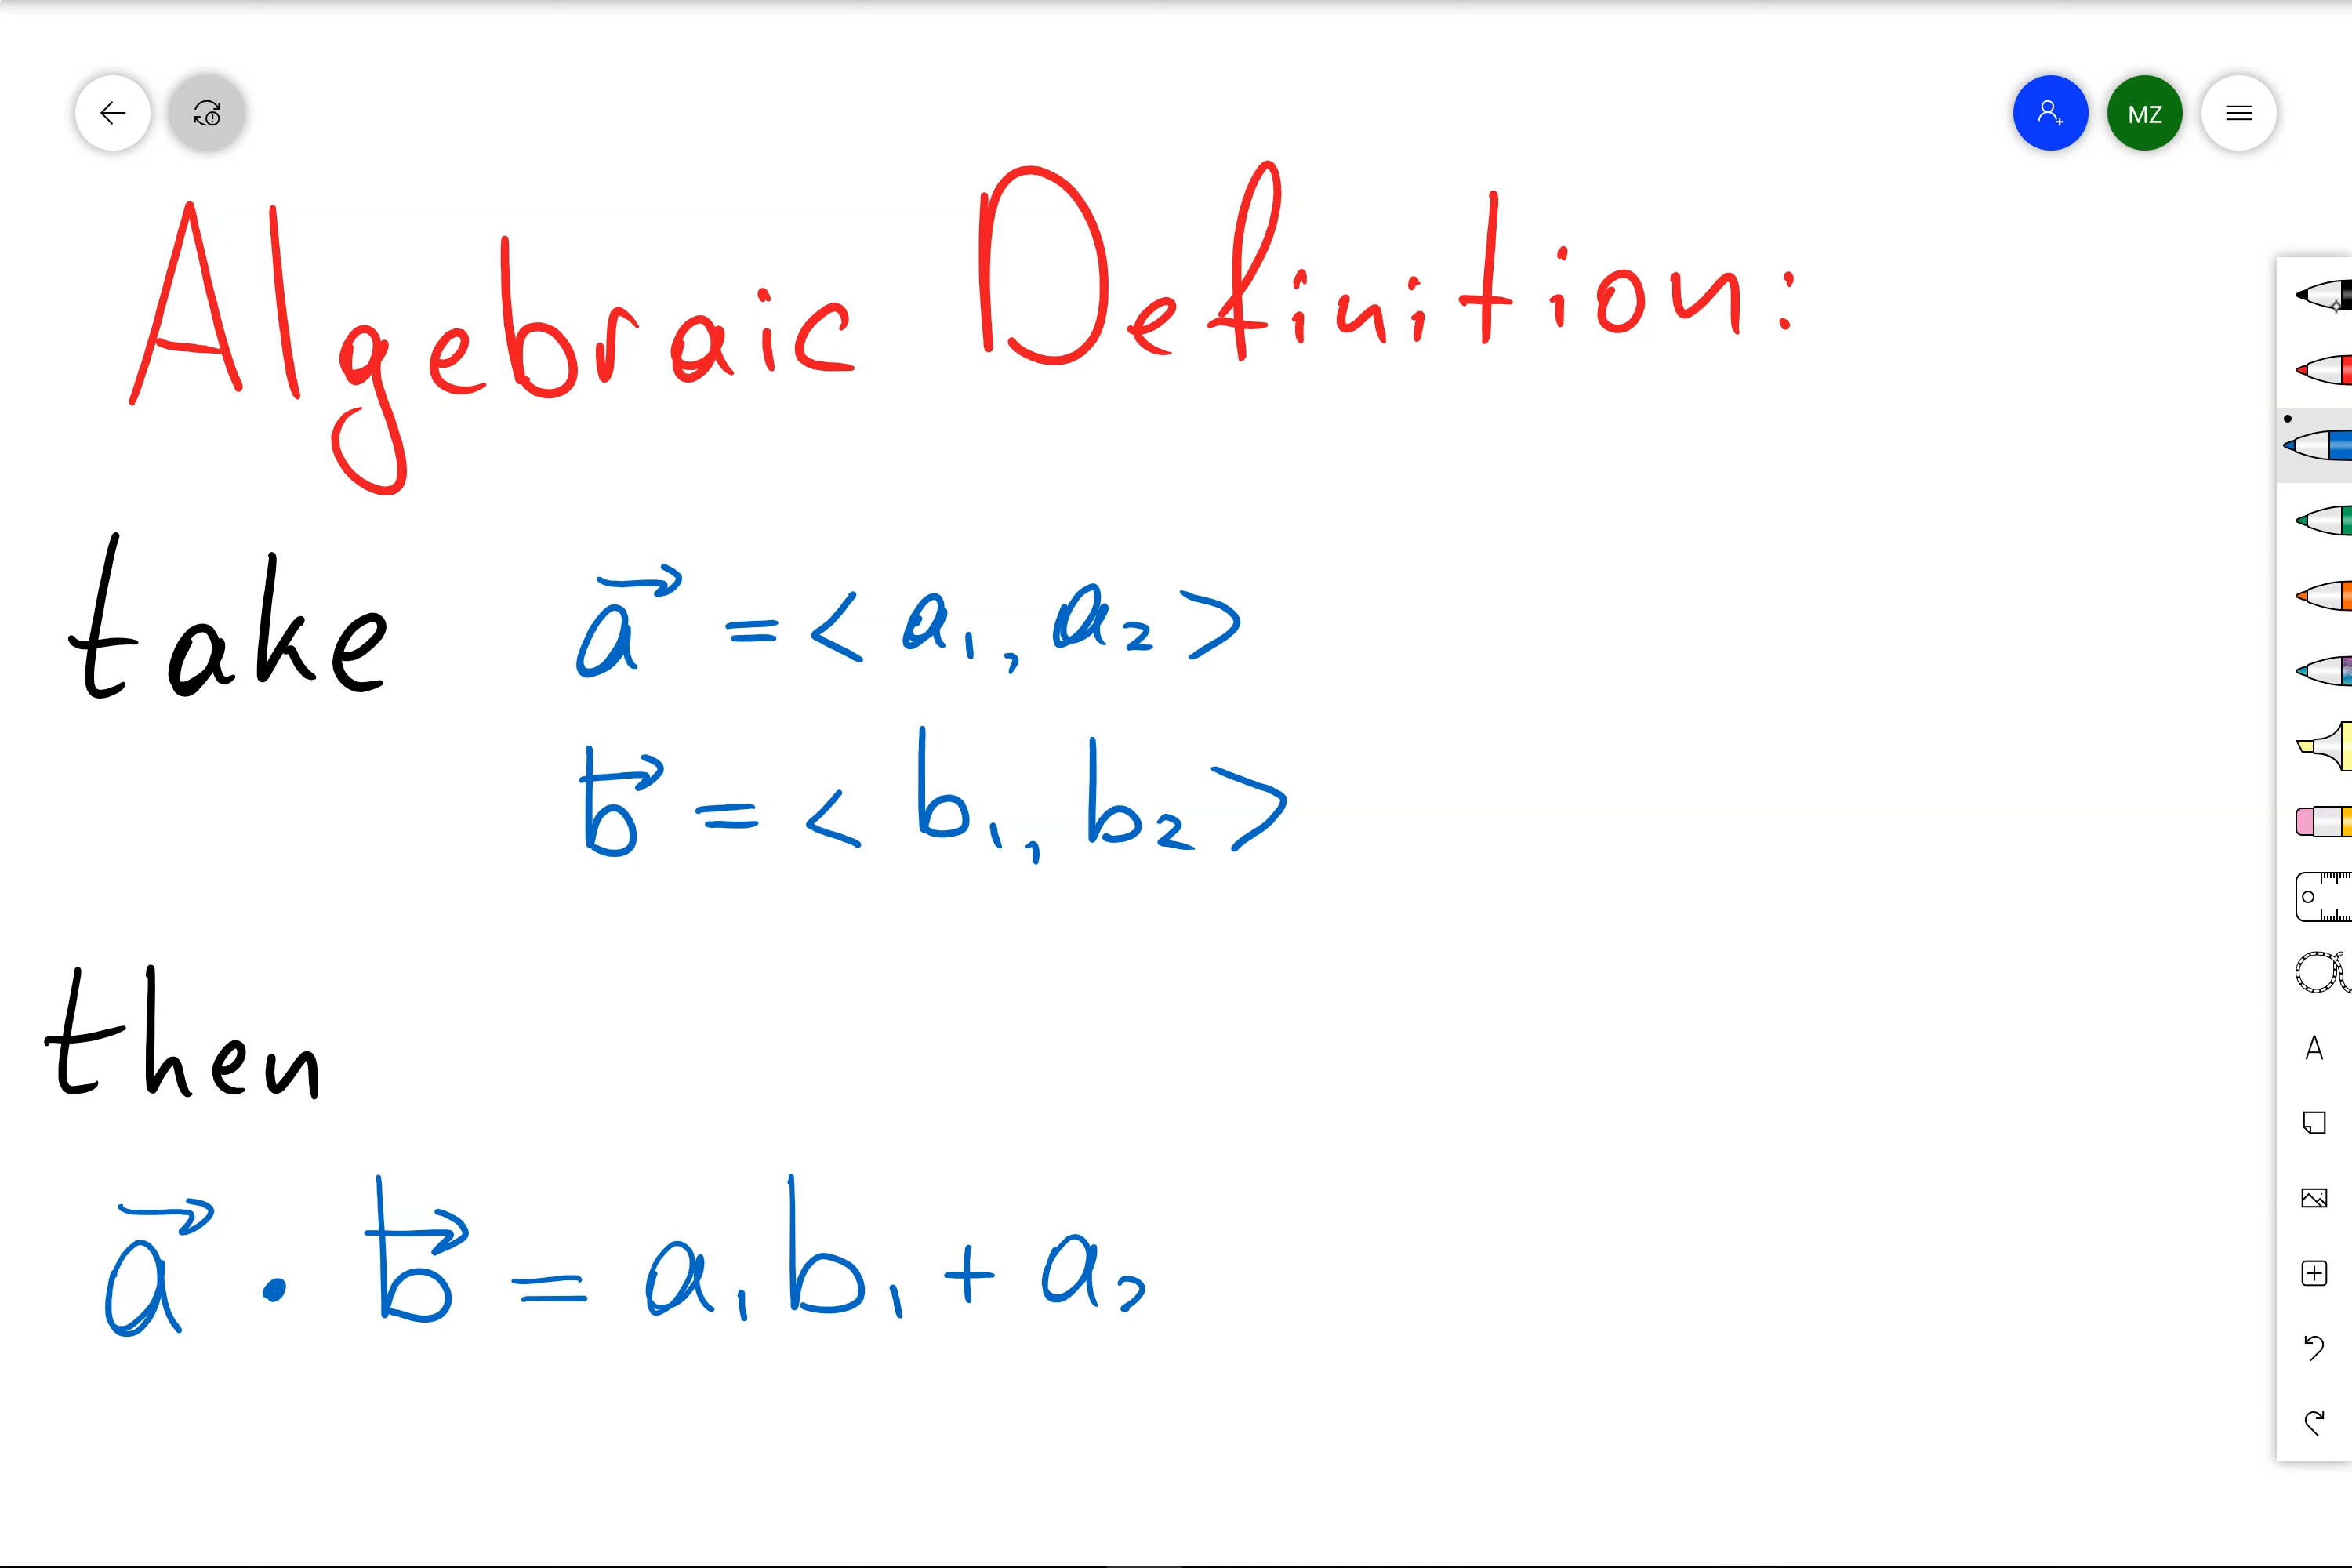 MZ
Algebraic Definition:
take a⃗ = <a₁, a₂>
b⃗ = <b₁, b₂>
then
a⃗ · b⃗ = a₁b₁ + a₂
A